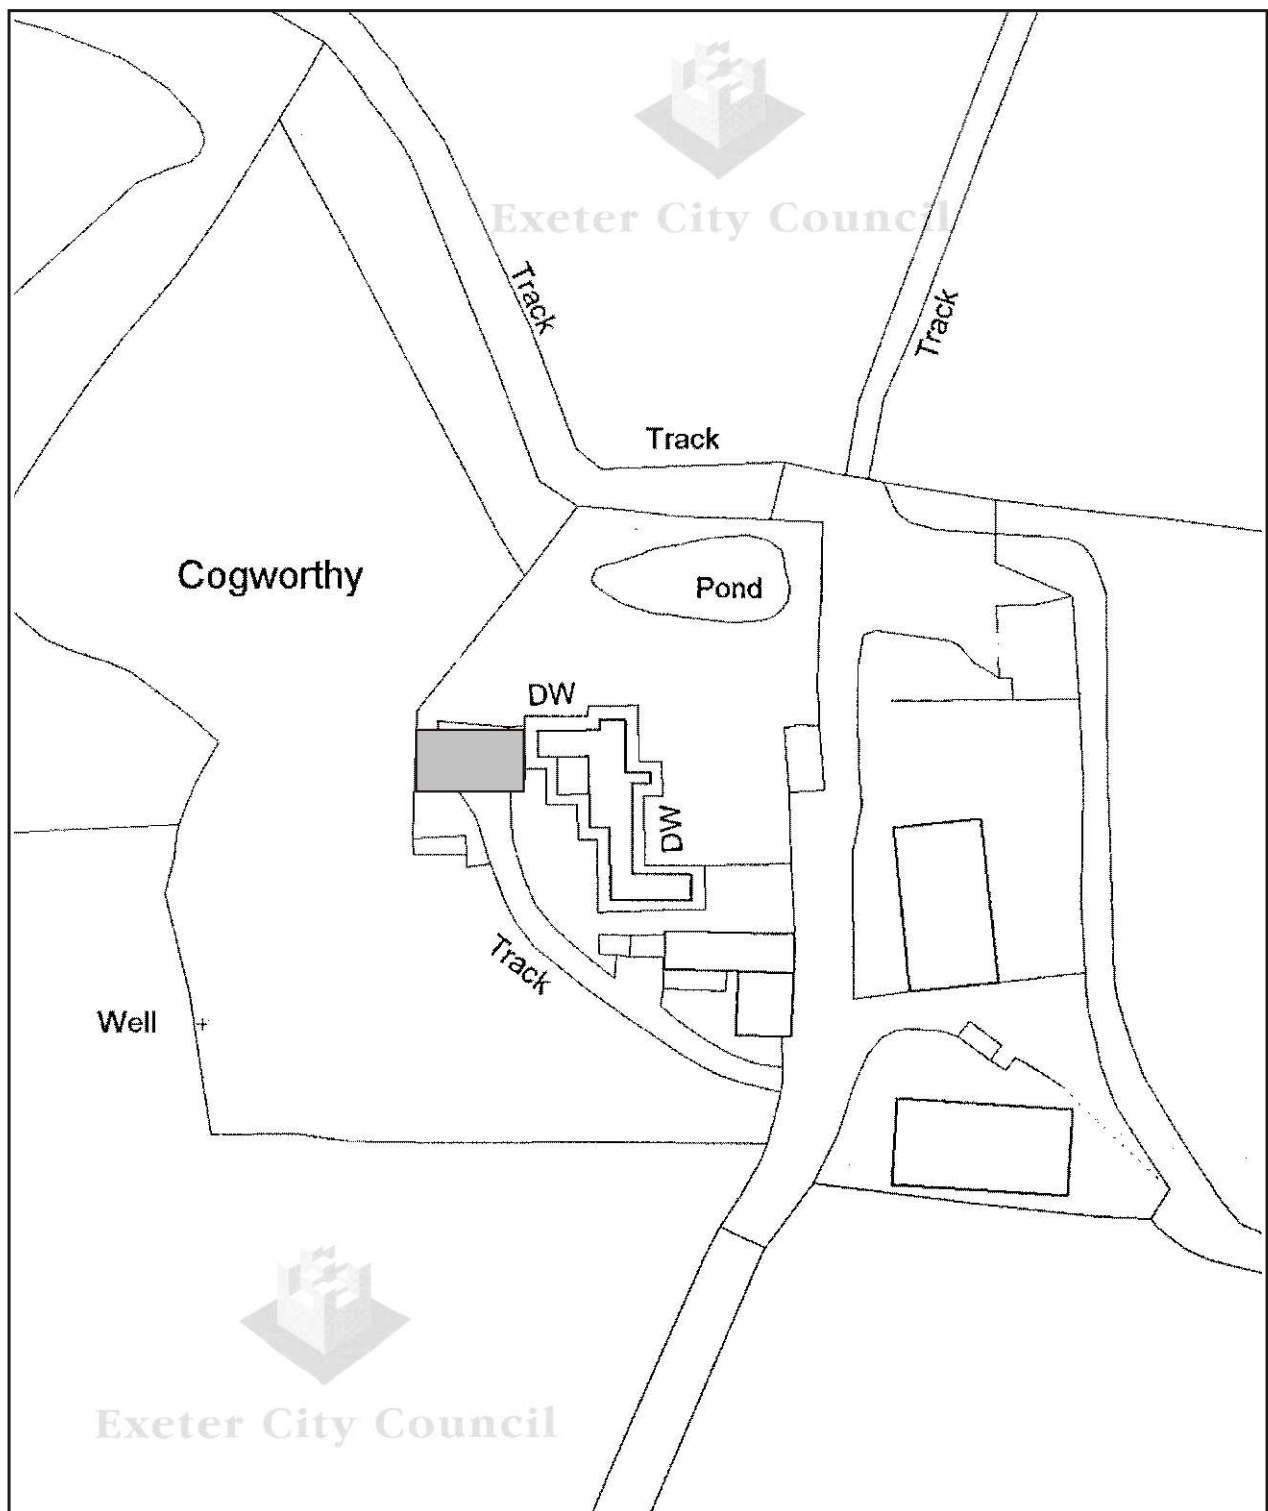 Exeter City Council
Track
Track
Track
Cogworthy
Pond
DW
DW
Track
Well
Exeter City Council